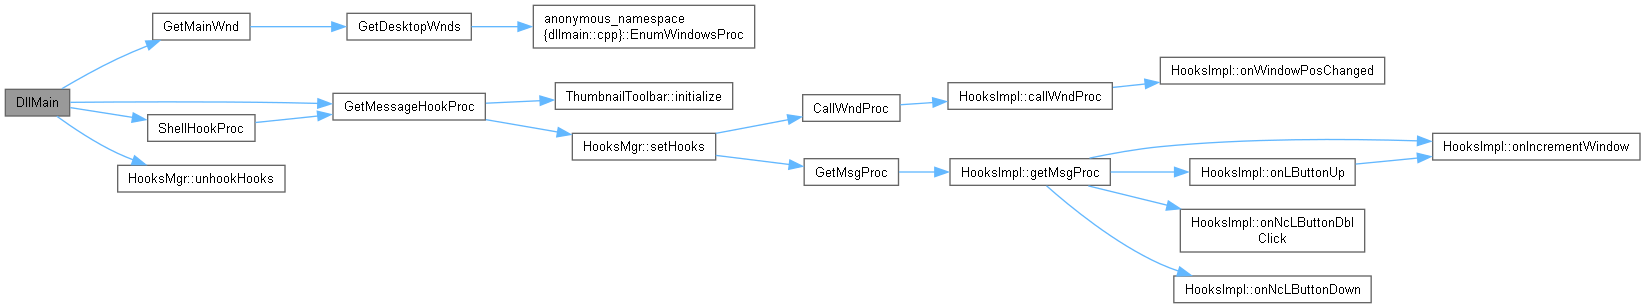 DllMain
GetMainWnd
GetDesktopWnds
anonymous_namespace
{dllmain::cpp}::EnumWindowsProc
ShellHookProc
HooksMgr::unhookHooks
GetMessageHookProc
ThumbnailToolbar::initialize
HooksMgr::setHooks
CallWndProc
HooksImpl::callWndProc
HooksImpl::onWindowPosChanged
GetMsgProc
HooksImpl::getMsgProc
HooksImpl::onIncrementWindow
HooksImpl::onLButtonUp
HooksImpl::onNcLButtonDbl
Click
HooksImpl::onNcLButtonDown